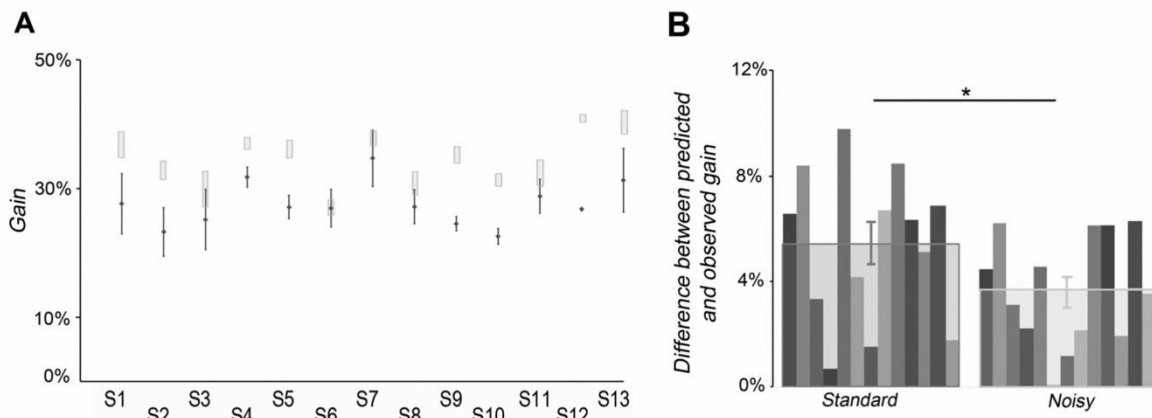 A
50%
30%
10%
0%
Gain
S1 S3 S5 S7 S9 S11 S13
S2 S4 S6 S8 S10 S12
B
12%
8%
4%
0%
Difference between predicted
and observed gain
*
Standard Noisy